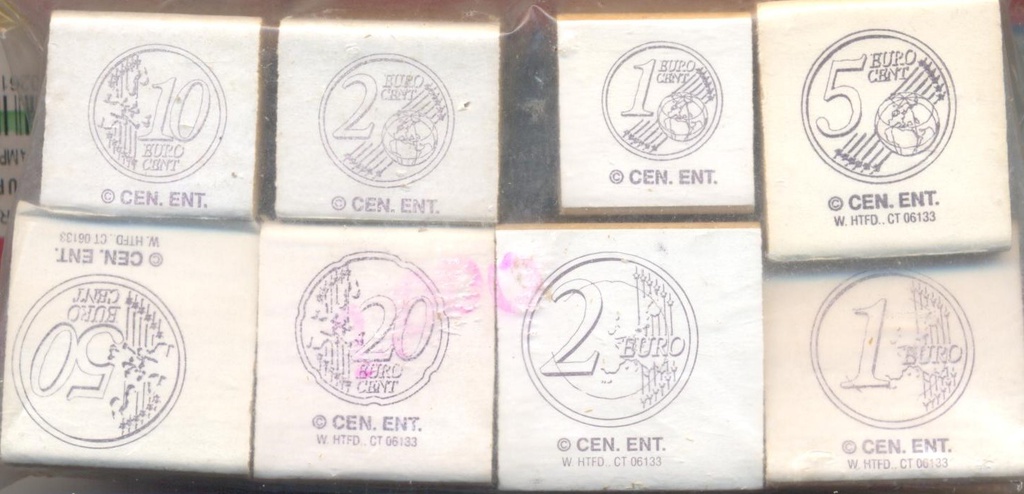 10
EURO
CENT
© CEN. ENT.
2
EURO
CENT
© CEN. ENT.
1
EURO
CENT
© CEN. ENT.
5
EURO
CENT
© CEN. ENT.
W. HTFD., CT 06133
50
EURO
CENT
© CEN. ENT.
W. HTFD., CT 06133
20
EURO
CENT
© CEN. ENT.
W. HTFD., CT 06133
2
EURO
© CEN. ENT.
W. HTFD., CT 06133
1
EURO
© CEN. ENT.
W. HTFD., CT 06133